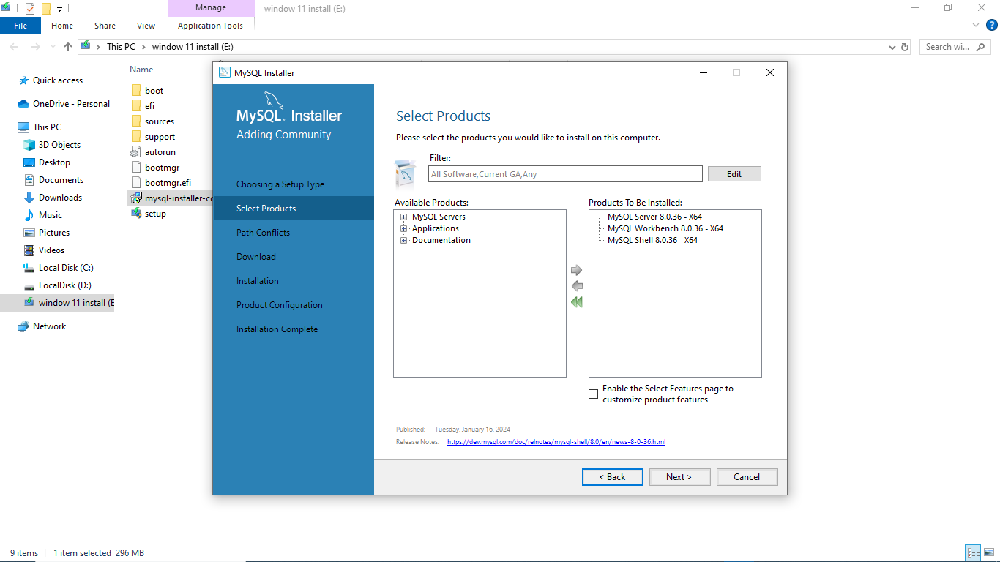 Manage
window 11 install (E:)
File
Home
Share
View
Application Tools
This PC
window 11 install (E:)
Search wi...
Quick access
OneDrive - Personal
This PC
3D Objects
Desktop
Documents
Downloads
Music
Pictures
Videos
Local Disk (C:)
LocalDisk (D:)
window 11 install (E
Network
Name
boot
efi
sources
support
autorun
bootmgr
bootmgr.efi
mysql-installer-co
setup
MySQL Installer
MySQL. Installer
Adding Community
Choosing a Setup Type
Select Products
Path Conflicts
Download
Installation
Product Configuration
Installation Complete
Select Products
Please select the products you would like to install on this computer.
Filter:
All Software,Current GA,Any
Edit
Available Products:
MySQL Servers
Applications
Documentation
Products To Be Installed:
MySQL Server 8.0.36 - X64
MySQL Workbench 8.0.36 - X64
MySQL Shell 8.0.36 - X64
Enable the Select Features page to
customize product features
Published: Tuesday, January 16, 2024
Release Notes: https://dev.mysql.com/doc/relnotes/mysql-shell/8.0/en/news-8-0-36.html
< Back
Next >
Cancel
9 items
1 item selected 296 MB